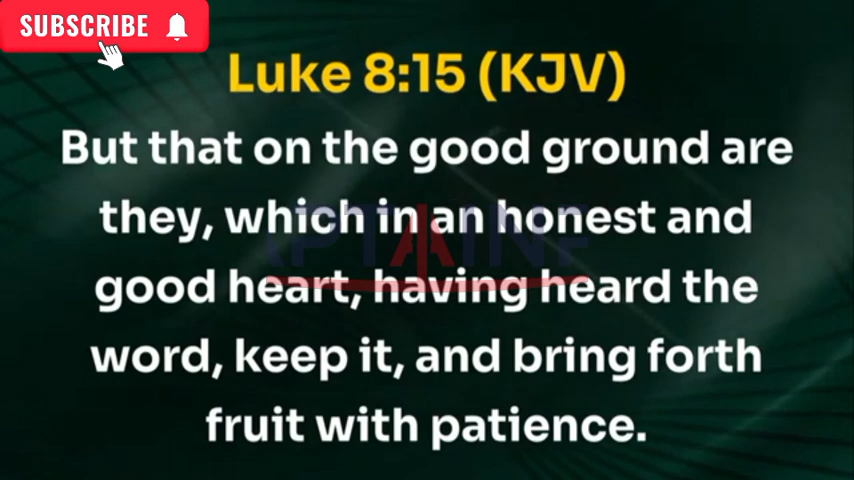 SUBSCRIBE
Luke 8:15 (KJV)
But that on the good ground are
they, which in an honest and
good heart, having heard the
word, keep it, and bring forth
fruit with patience.